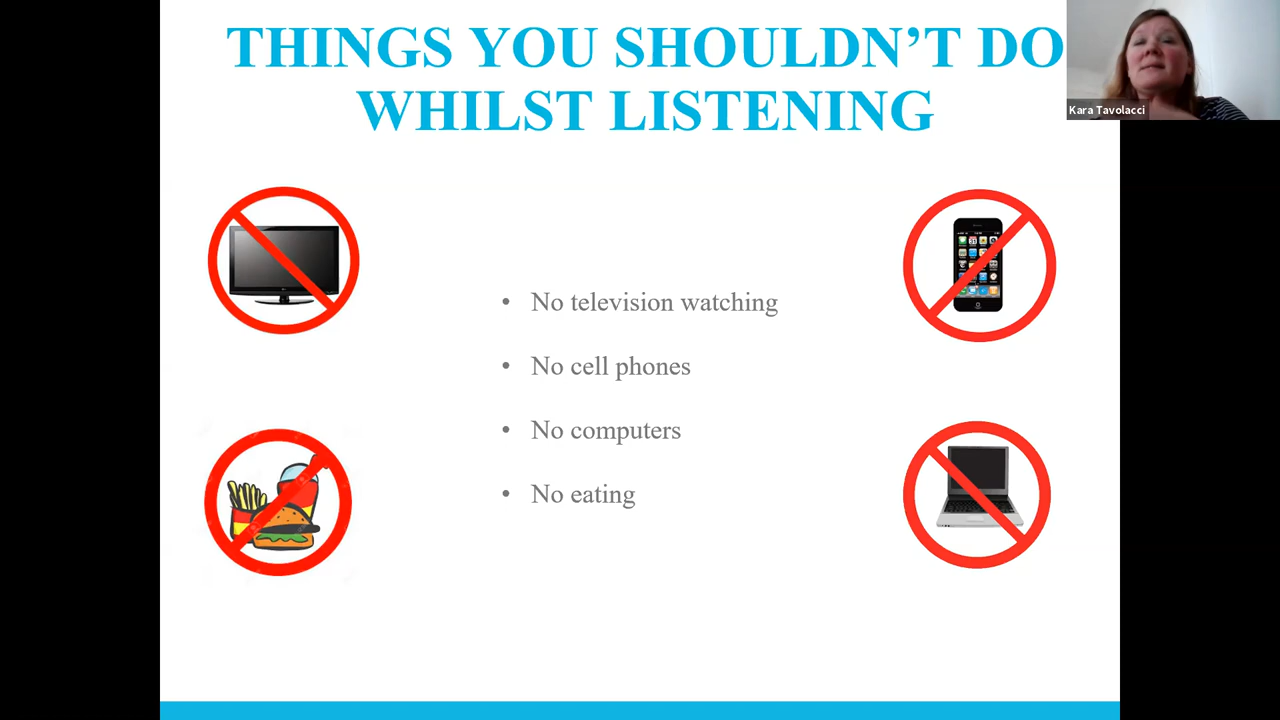 THINGS YOU SHOULDN'T DO
WHILST LISTENING
Kara Tavolacci
• No television watching
• No cell phones
• No computers
• No eating